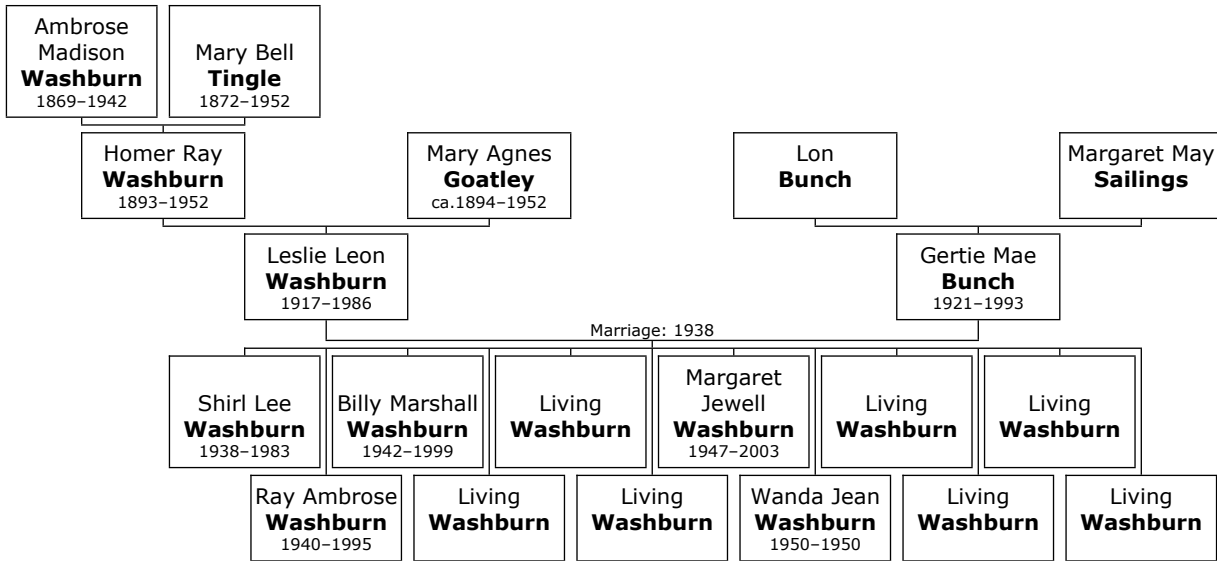 Ambrose
Madison
Washburn
1869–1942
Mary Bell
Tingle
1872–1952
Homer Ray
Washburn
1893–1952
Mary Agnes
Goatley
ca.1894–1952
Lon
Bunch
Margaret May
Sailings
Leslie Leon
Washburn
1917–1986
Gertie Mae
Bunch
1921–1993
Marriage: 1938
Shirl Lee
Washburn
1938–1983
Billy Marshall
Washburn
1942–1999
Living
Washburn
Margaret
Jewell
Washburn
1947–2003
Living
Washburn
Living
Washburn
Ray Ambrose
Washburn
1940–1995
Living
Washburn
Living
Washburn
Wanda Jean
Washburn
1950–1950
Living
Washburn
Living
Washburn